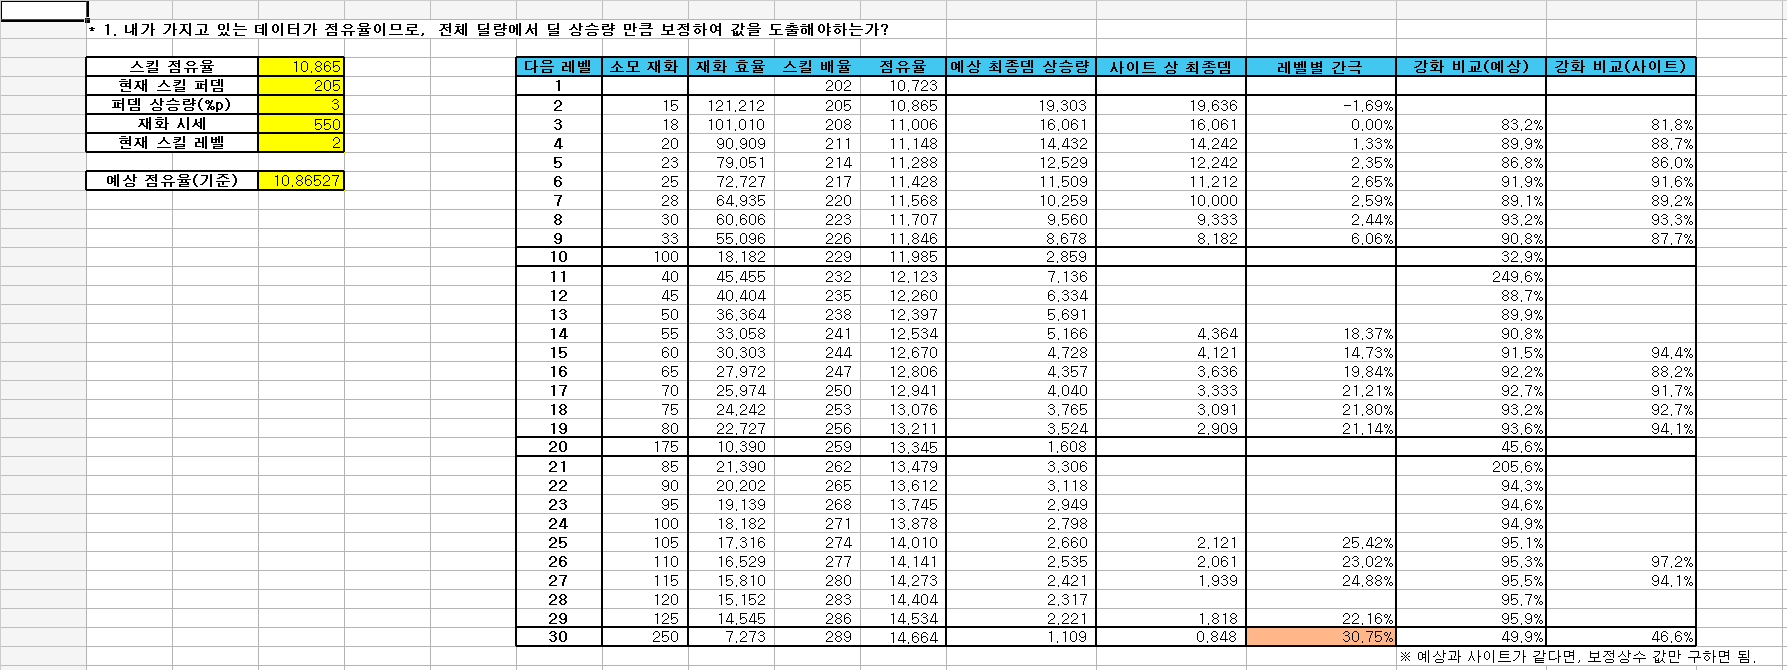 * 1. 내가 가지고 있는 데이터가 점유율이므로, 전체 딜량에서 딜 상승량 만큼 보정하여 값을 도출해야하는가?
스킬 점유율 10,865
현재 스킬 퍼뎀 205
퍼뎀 상승량(%p) 3
재화 시세 550
현재 스킬 레벨 2
예상 점유율(기준) 10,86527
다음 레벨 소모 재화 재화 효율 스킬 배율 점유율 예상 최종뎀 상승량 사이트 상 최종뎀 레벨별 간극 강화 비교(예상) 강화 비교(사이트)
1 202 10,723
2 15 121,212 205 10,865 19,303 19,636 -1,69%
3 18 101,010 208 11,006 16,061 16,061 0,00% 83,2% 81,8%
4 20 90,909 211 11,148 14,432 14,242 1,33% 89,9% 88,7%
5 23 79,051 214 11,288 12,529 12,242 2,35% 86,8% 86,0%
6 25 72,727 217 11,428 11,509 11,212 2,65% 91,9% 91,6%
7 28 64,935 220 11,568 10,259 10,000 2,59% 89,1% 89,2%
8 30 60,606 223 11,707 9,560 9,333 2,44% 93,2% 93,3%
9 33 55,096 226 11,846 8,678 8,182 6,06% 90,8% 87,7%
10 100 18,182 229 11,985 2,859 32,9%
11 40 45,455 232 12,123 7,136 249,6%
12 45 40,404 235 12,260 6,334 88,7%
13 50 36,364 238 12,397 5,691 89,9%
14 55 33,058 241 12,534 5,166 4,364 18,37% 90,8%
15 60 30,303 244 12,670 4,728 4,121 14,73% 91,5% 94,4%
16 65 27,972 247 12,806 4,357 3,636 19,84% 92,2% 88,2%
17 70 25,974 250 12,941 4,040 3,333 21,21% 92,7% 91,7%
18 75 24,242 253 13,076 3,765 3,091 21,80% 93,2% 92,7%
19 80 22,727 256 13,211 3,524 2,909 21,14% 93,6% 94,1%
20 175 10,390 259 13,345 1,608 45,6%
21 85 21,390 262 13,479 3,306 205,6%
22 90 20,202 265 13,612 3,118 94,3%
23 95 19,139 268 13,745 2,949 94,6%
24 100 18,182 271 13,878 2,798 94,9%
25 105 17,316 274 14,010 2,660 2,121 25,42% 95,1%
26 110 16,529 277 14,141 2,535 2,061 23,02% 95,3% 97,2%
27 115 15,810 280 14,273 2,421 1,939 24,88% 95,5% 94,1%
28 120 15,152 283 14,404 2,317 95,7%
29 125 14,545 286 14,534 2,221 1,818 22,16% 95,9%
30 250 7,273 289 14,664 1,109 0,848 30,75% 49,9% 46,6%
※ 예상과 사이트가 같다면, 보정상수 값만 구하면 됨.